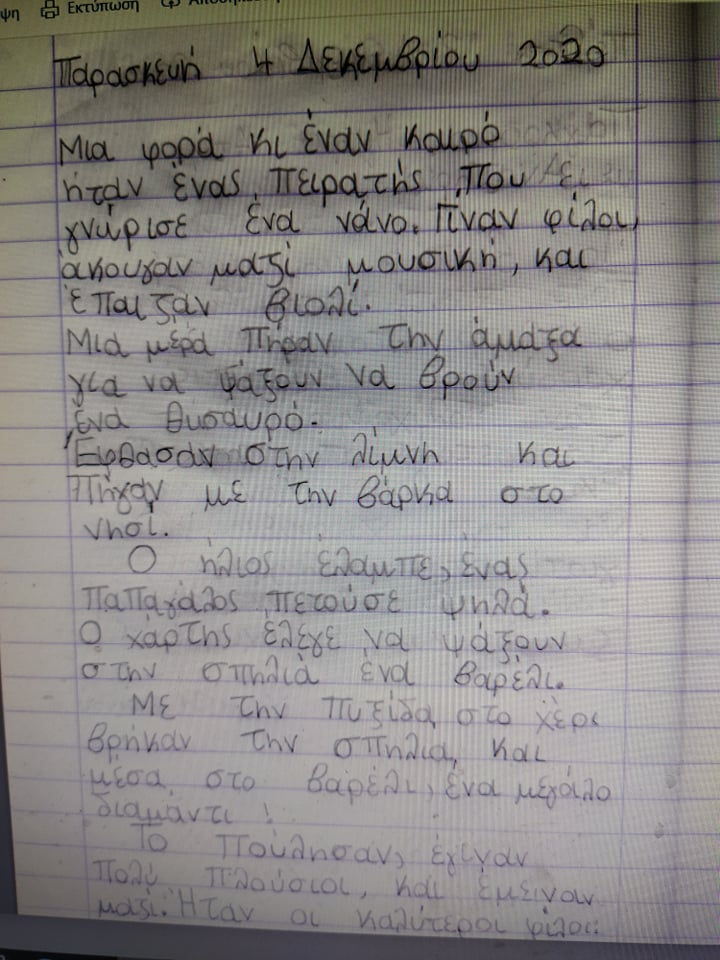 Εκτύπωση
Παρασκευή 4 Δεκεμβρίου 2020
Μια φορά κι έναν καιρό
ήταν ένας πειρατής που
γνώρισε ένα νάνο. Γίναν φίλοι,
άκουγαν μαζί μουσική, και
έπαιζαν βιολί.
Μια μέρα πήραν την άμαξα
για να ψάξουν να βρούν
ένα θυσαυρό.
Έφθασαν στην λίμνη και
πήγαν με την βάρκα στο
νησί.
Ο ήλιος έλαμπε, ένας
παπαγάλος πετούσε ψηλά.
Ο χάρτης έλεγε να ψάξουν
στην σπηλιά ένα βαρέλι.
Με την πυξίδα στο χέρι
βρήκαν την σπηλιά, και
μέσα στο βαρέλι, ένα μεγάλο
διαμάντι!
Το πούλησαν, έγιναν
πολύ πλούσιοι, και έμειναν
μαζί. Ήταν οι καλύτεροι φίλοι.